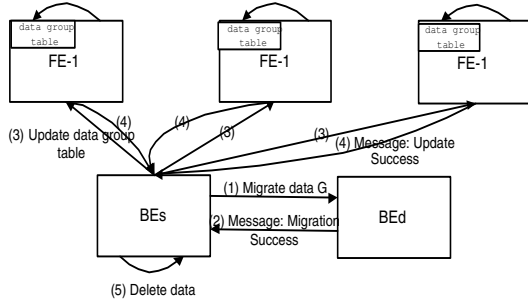 data group
table
FE-1
data group
table
FE-1
data group
table
FE-1
(4)
(4)
(3)
(3)
(3) Update data group
table
(4) Message: Update
Success
(1) Migrate data G
BEs
BEd
(2) Message: Migration
Success
(5) Delete data